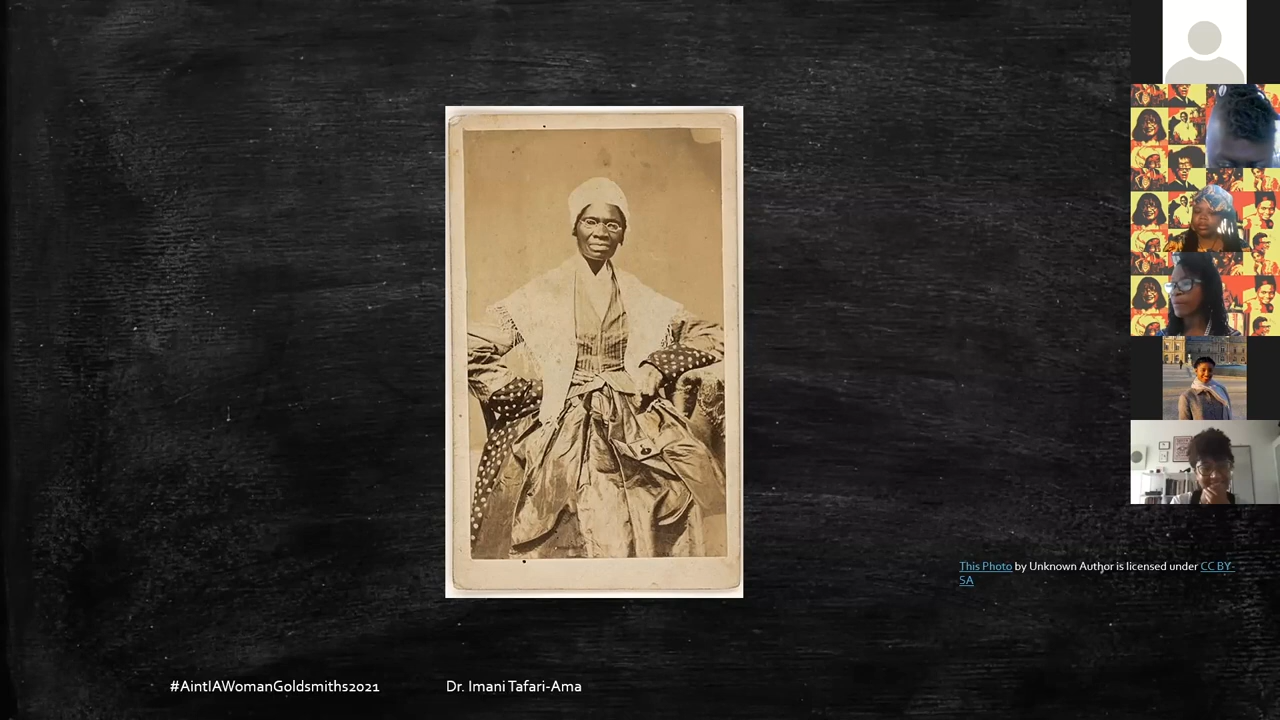 This Photo by Unknown Author is licensed under CC BY-
SA
#AintIAWomanGoldsmiths2021
Dr. Imani Tafari-Ama